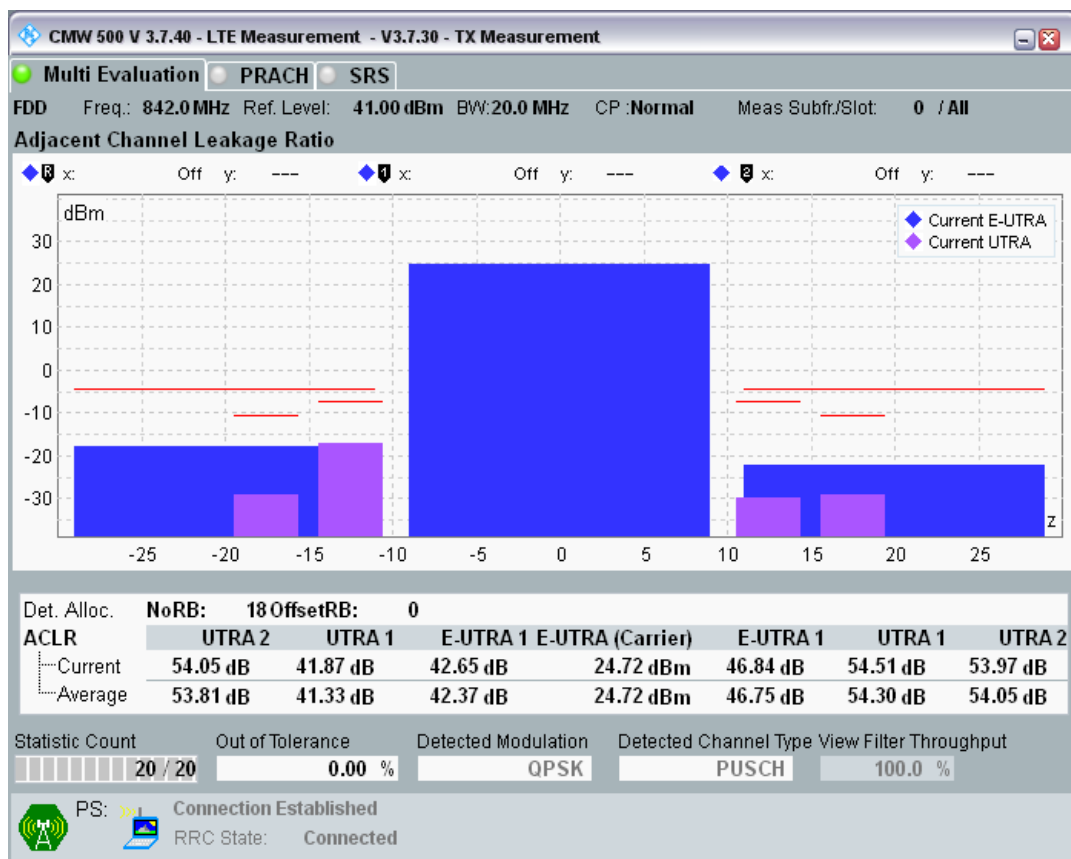 CMW 500 V 3.7.40 - LTE Measurement - V3.7.30 - TX Measurement
Multi Evaluation PRACH SRS
FDD Freq.: 842.0 MHz Ref. Level: 41.00 dBm BW:20.0 MHz CP :Normal Meas Subfr./Slot: 0 / All
Adjacent Channel Leakage Ratio
R x: Off y: --- 1 x: Off y: --- 2 x: Off y: ---
dBm
Current E-UTRA
Current UTRA
30
20
10
0
-10
-20
-30
z
-25 -20 -15 -10 -5 0 5 10 15 20 25
Det. Alloc. NoRB: 18 OffsetRB: 0
ACLR UTRA 2 UTRA 1 E-UTRA 1 E-UTRA (Carrier) E-UTRA 1 UTRA 1 UTRA 2
Current 54.05 dB 41.87 dB 42.65 dB 24.72 dBm 46.84 dB 54.51 dB 53.97 dB
Average 53.81 dB 41.33 dB 42.37 dB 24.72 dBm 46.75 dB 54.30 dB 54.05 dB
Statistic Count Out of Tolerance Detected Modulation Detected Channel Type View Filter Throughput
20 / 20 0.00 % QPSK PUSCH 100.0 %
PS: Connection Established
RRC State: Connected